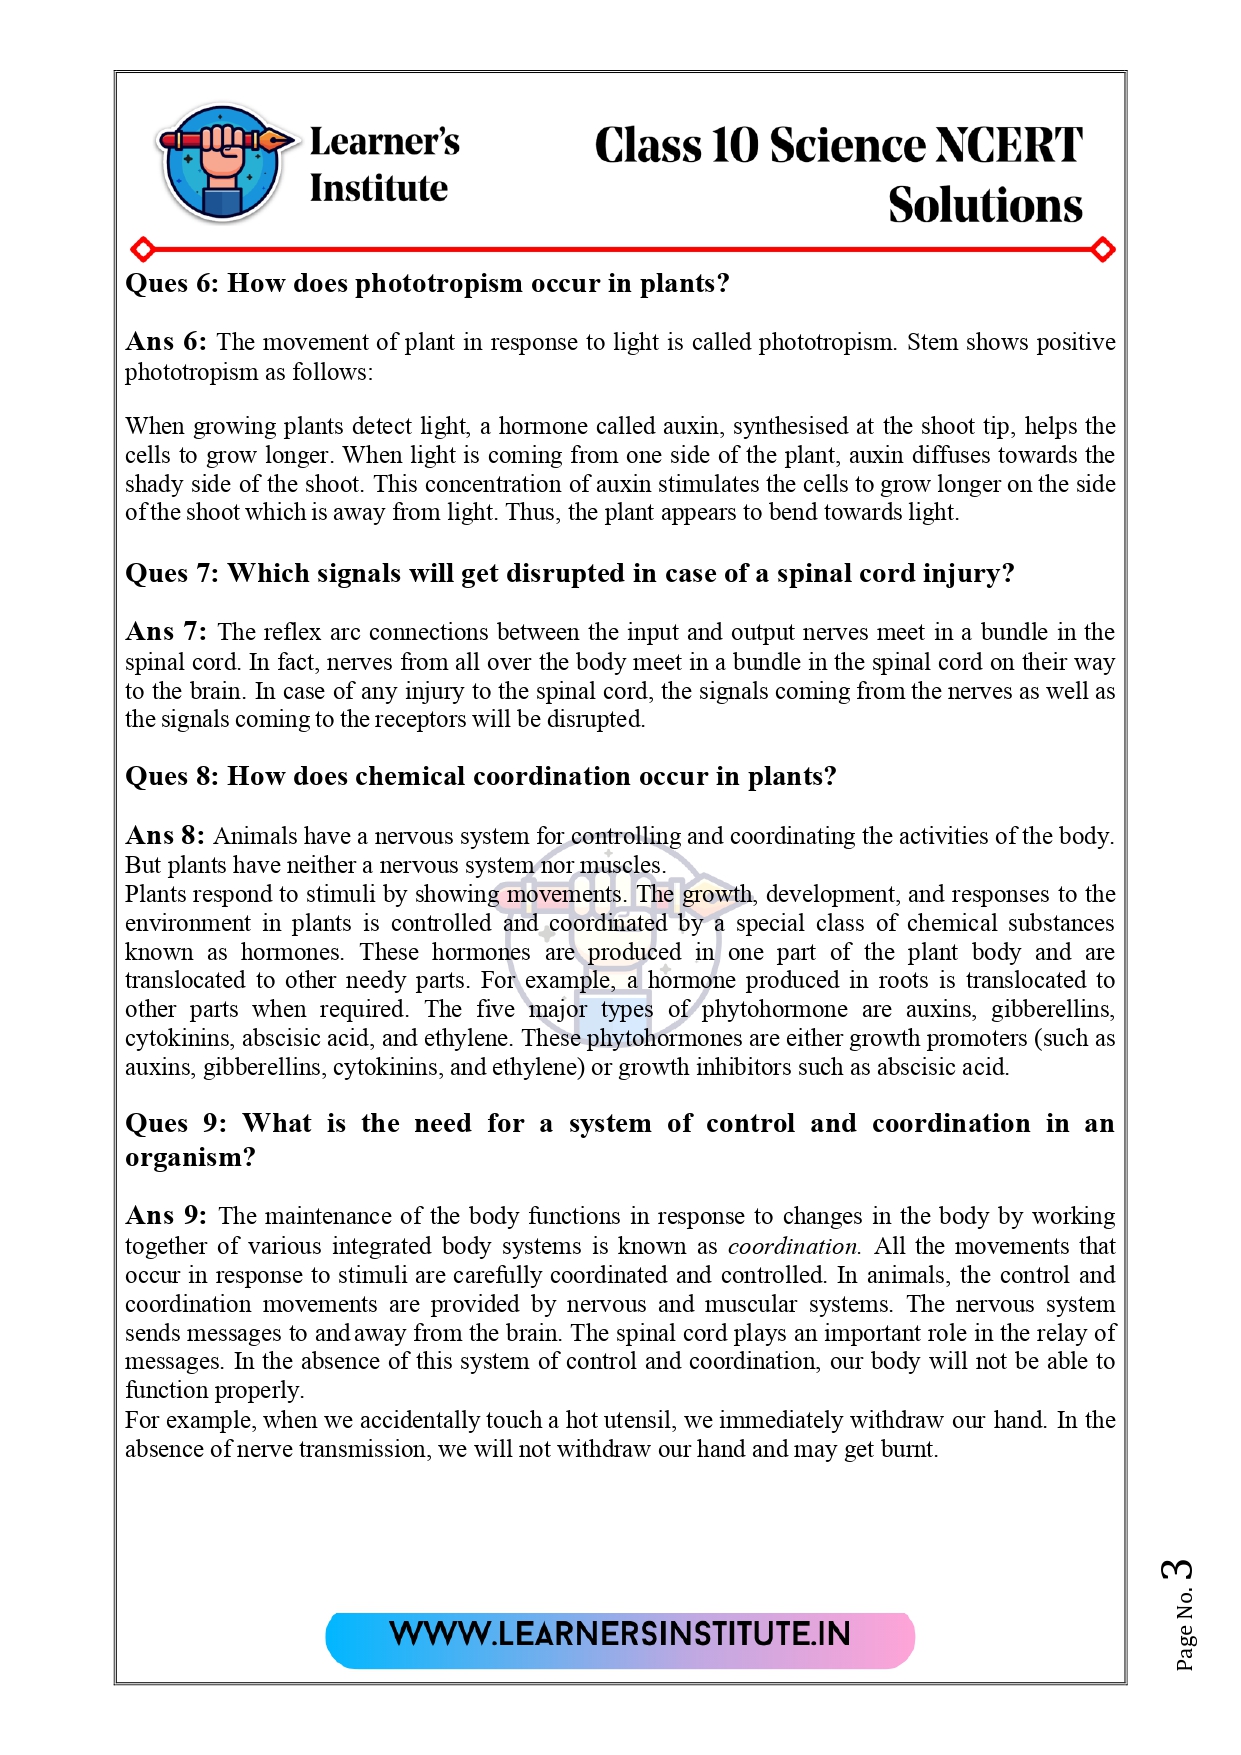 Learner's
Institute
Class 10 Science NCERT
Solutions
Ques 6: How does phototropism occur in plants?
Ans 6: The movement of plant in response to light is called phototropism. Stem shows positive
phototropism as follows:
When growing plants detect light, a hormone called auxin, synthesised at the shoot tip, helps the
cells to grow longer. When light is coming from one side of the plant, auxin diffuses towards the
shady side of the shoot. This concentration of auxin stimulates the cells to grow longer on the side
of the shoot which is away from light. Thus, the plant appears to bend towards light.
Ques 7: Which signals will get disrupted in case of a spinal cord injury?
Ans 7: The reflex arc connections between the input and output nerves meet in a bundle in the
spinal cord. In fact, nerves from all over the body meet in a bundle in the spinal cord on their way
to the brain. In case of any injury to the spinal cord, the signals coming from the nerves as well as
the signals coming to the receptors will be disrupted.
Ques 8: How does chemical coordination occur in plants?
Ans 8: Animals have a nervous system for controlling and coordinating the activities of the body.
But plants have neither a nervous system nor muscles.
Plants respond to stimuli by showing movements. The growth, development, and responses to the
environment in plants is controlled and coordinated by a special class of chemical substances
known as hormones. These hormones are produced in one part of the plant body and are
translocated to other needy parts. For example, a hormone produced in roots is translocated to
other parts when required. The five major types of phytohormone are auxins, gibberellins,
cytokinins, abscisic acid, and ethylene. These phytohormones are either growth promoters (such as
auxins, gibberellins, cytokinins, and ethylene) or growth inhibitors such as abscisic acid.
Ques 9: What is the need for a system of control and coordination in an
organism?
Ans 9: The maintenance of the body functions in response to changes in the body by working
together of various integrated body systems is known as coordination. All the movements that
occur in response to stimuli are carefully coordinated and controlled. In animals, the control and
coordination movements are provided by nervous and muscular systems. The nervous system
sends messages to and away from the brain. The spinal cord plays an important role in the relay of
messages. In the absence of this system of control and coordination, our body will not be able to
function properly.
For example, when we accidentally touch a hot utensil, we immediately withdraw our hand. In the
absence of nerve transmission, we will not withdraw our hand and may get burnt.
Page No. 3
WWW.LEARNERSINSTITUTE.IN